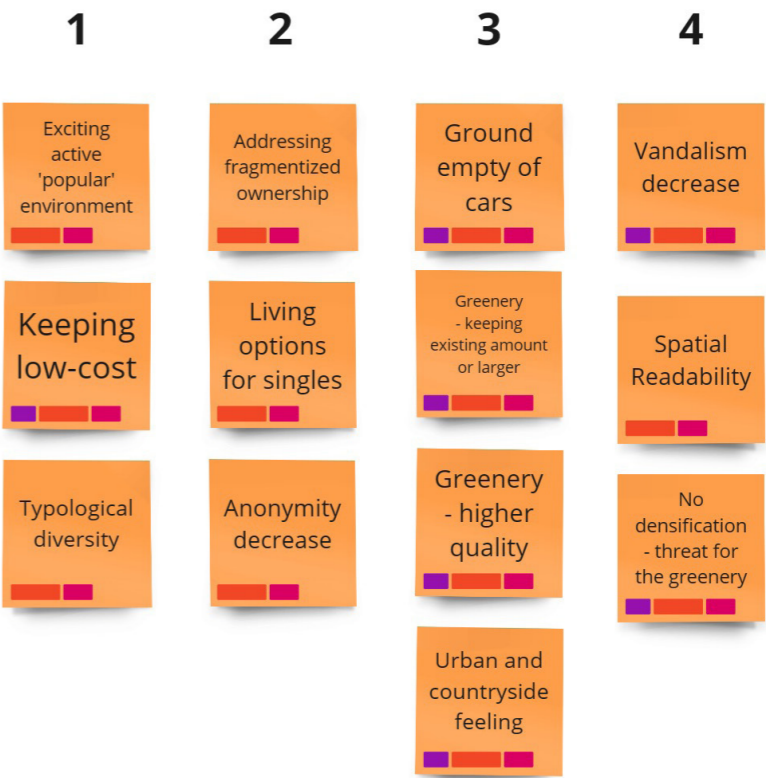 1
2
3
4
Exciting
active
'popular'
environment
Addressing
fragmentized
ownership
Ground
empty of
cars
Vandalism
decrease
Keeping
low-cost
Living
options
for singles
Greenery
- keeping
existing amount
or larger
Spatial
Readability
Typological
diversity
Anonymity
decrease
Greenery
- higher
quality
No
densification
- threat for
the greenery
Urban and
countryside
feeling